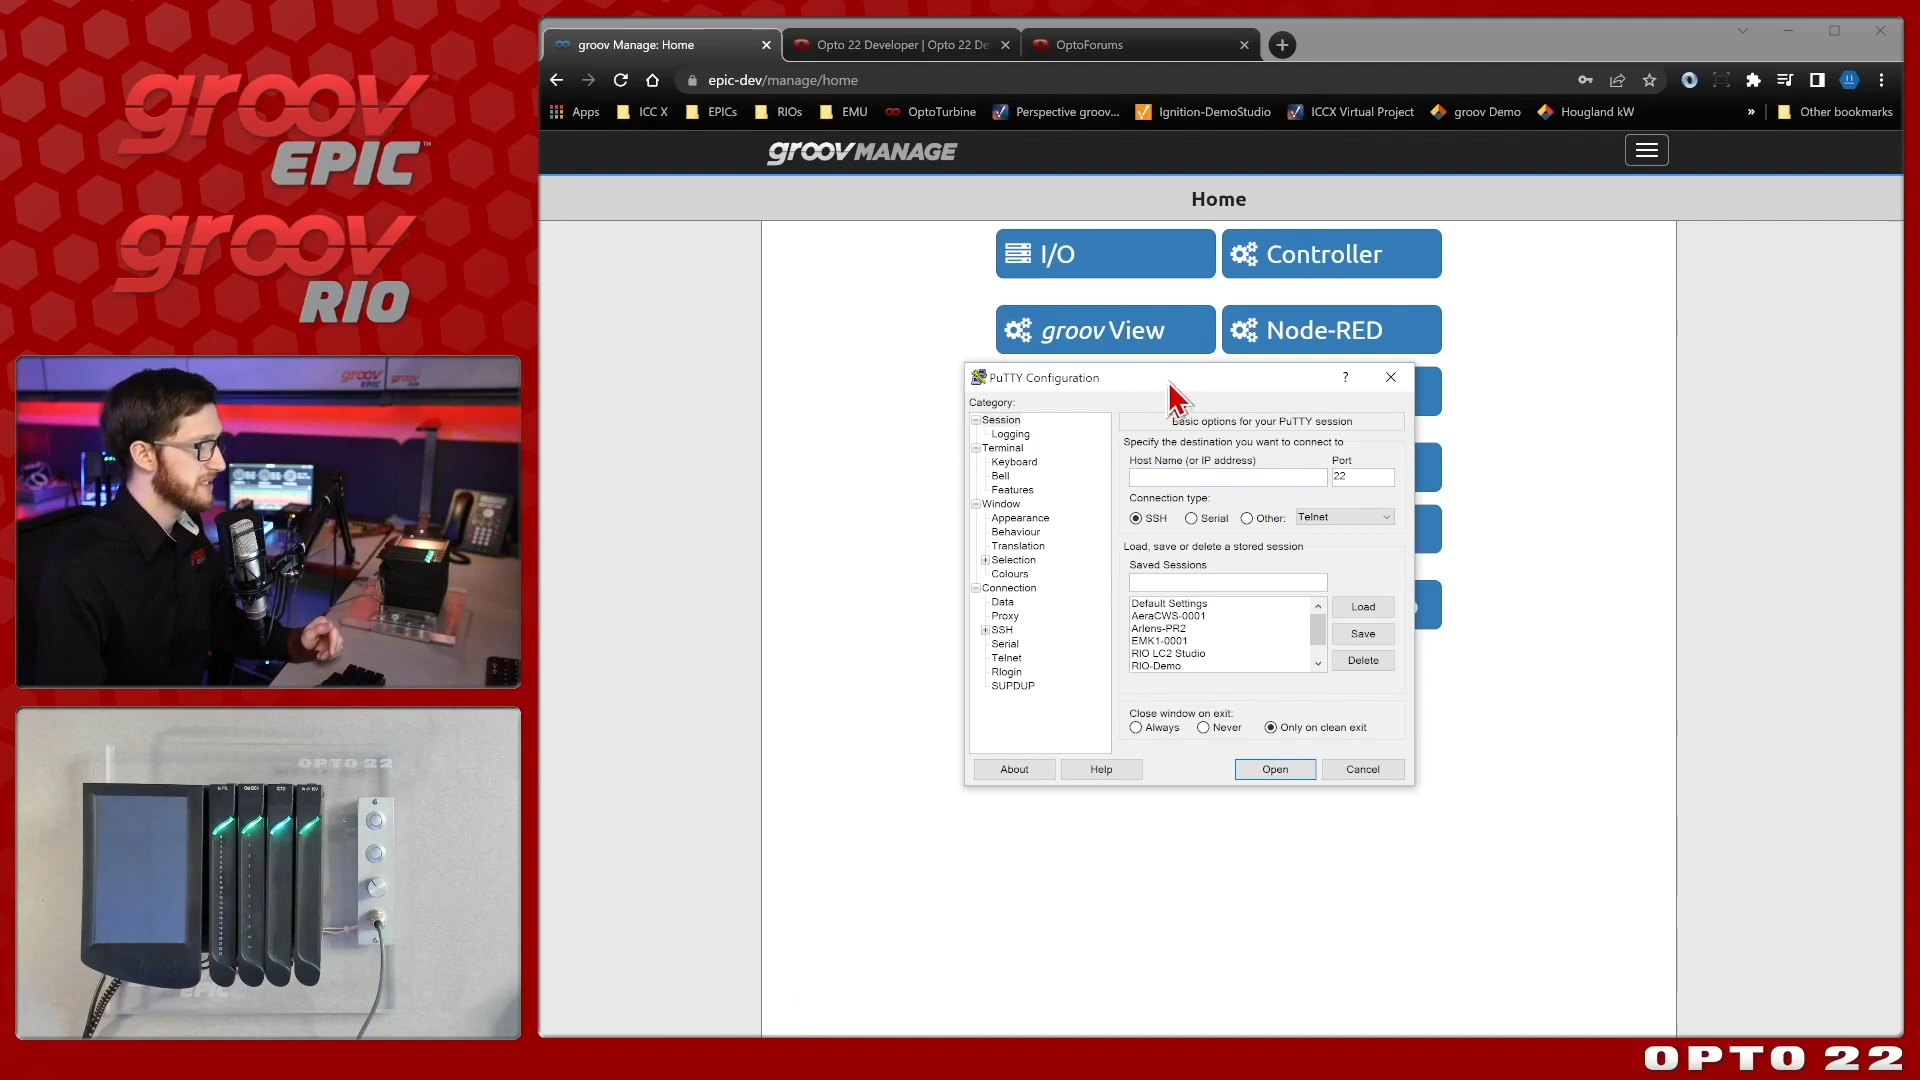 groov
EPIC™
groov
RIO
groov EPIC groov
OPTO 22
EPIC
groov Manage: Home
Opto 22 Developer | Opto 22 De
OptoForums
epic-dev/manage/home
Apps
ICC X
EPICs
RIOs
EMU
OptoTurbine
Perspective groov...
Ignition-DemoStudio
ICCX Virtual Project
groov Demo
Hougland kW
»
Other bookmarks
groovMANAGE
Home
I/O
Controller
groov View
Node-RED
PuTTY Configuration
?
Category:
Session
Logging
Terminal
Keyboard
Bell
Features
Window
Appearance
Behaviour
Translation
Selection
Colours
Connection
Data
Proxy
SSH
Serial
Telnet
Rlogin
SUPDUP
Basic options for your PuTTY session
Specify the destination you want to connect to
Host Name (or IP address)
Port
22
Connection type:
SSH
Serial
Other:
Telnet
Load, save or delete a stored session
Saved Sessions
Default Settings
AeraCWS-0001
Arlens-PR2
EMK1-0001
RIO LC2 Studio
RIO-Demo
Load
Save
Delete
Close window on exit:
Always
Never
Only on clean exit
About
Help
Open
Cancel
OPTO 22